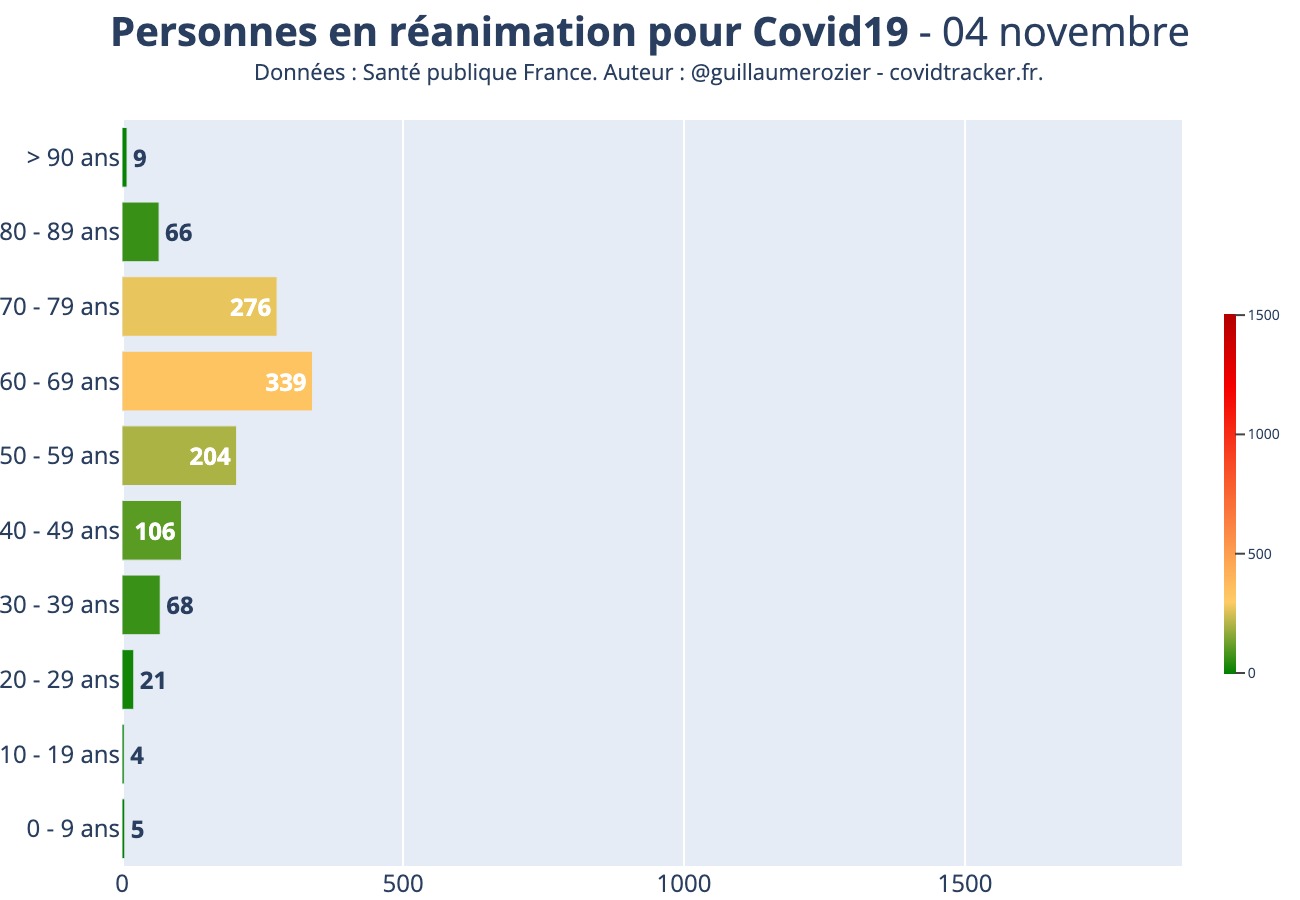 Personnes en réanimation pour Covid19 - 04 novembre
Données : Santé publique France. Auteur : @guillaumerozier - covidtracker.fr.
> 90 ans 9
80 - 89 ans 66
70 - 79 ans 276
60 - 69 ans 339
50 - 59 ans 204
40 - 49 ans 106
30 - 39 ans 68
20 - 29 ans 21
10 - 19 ans 4
0 - 9 ans 5
0 500 1000 1500
1500
1000
500
0